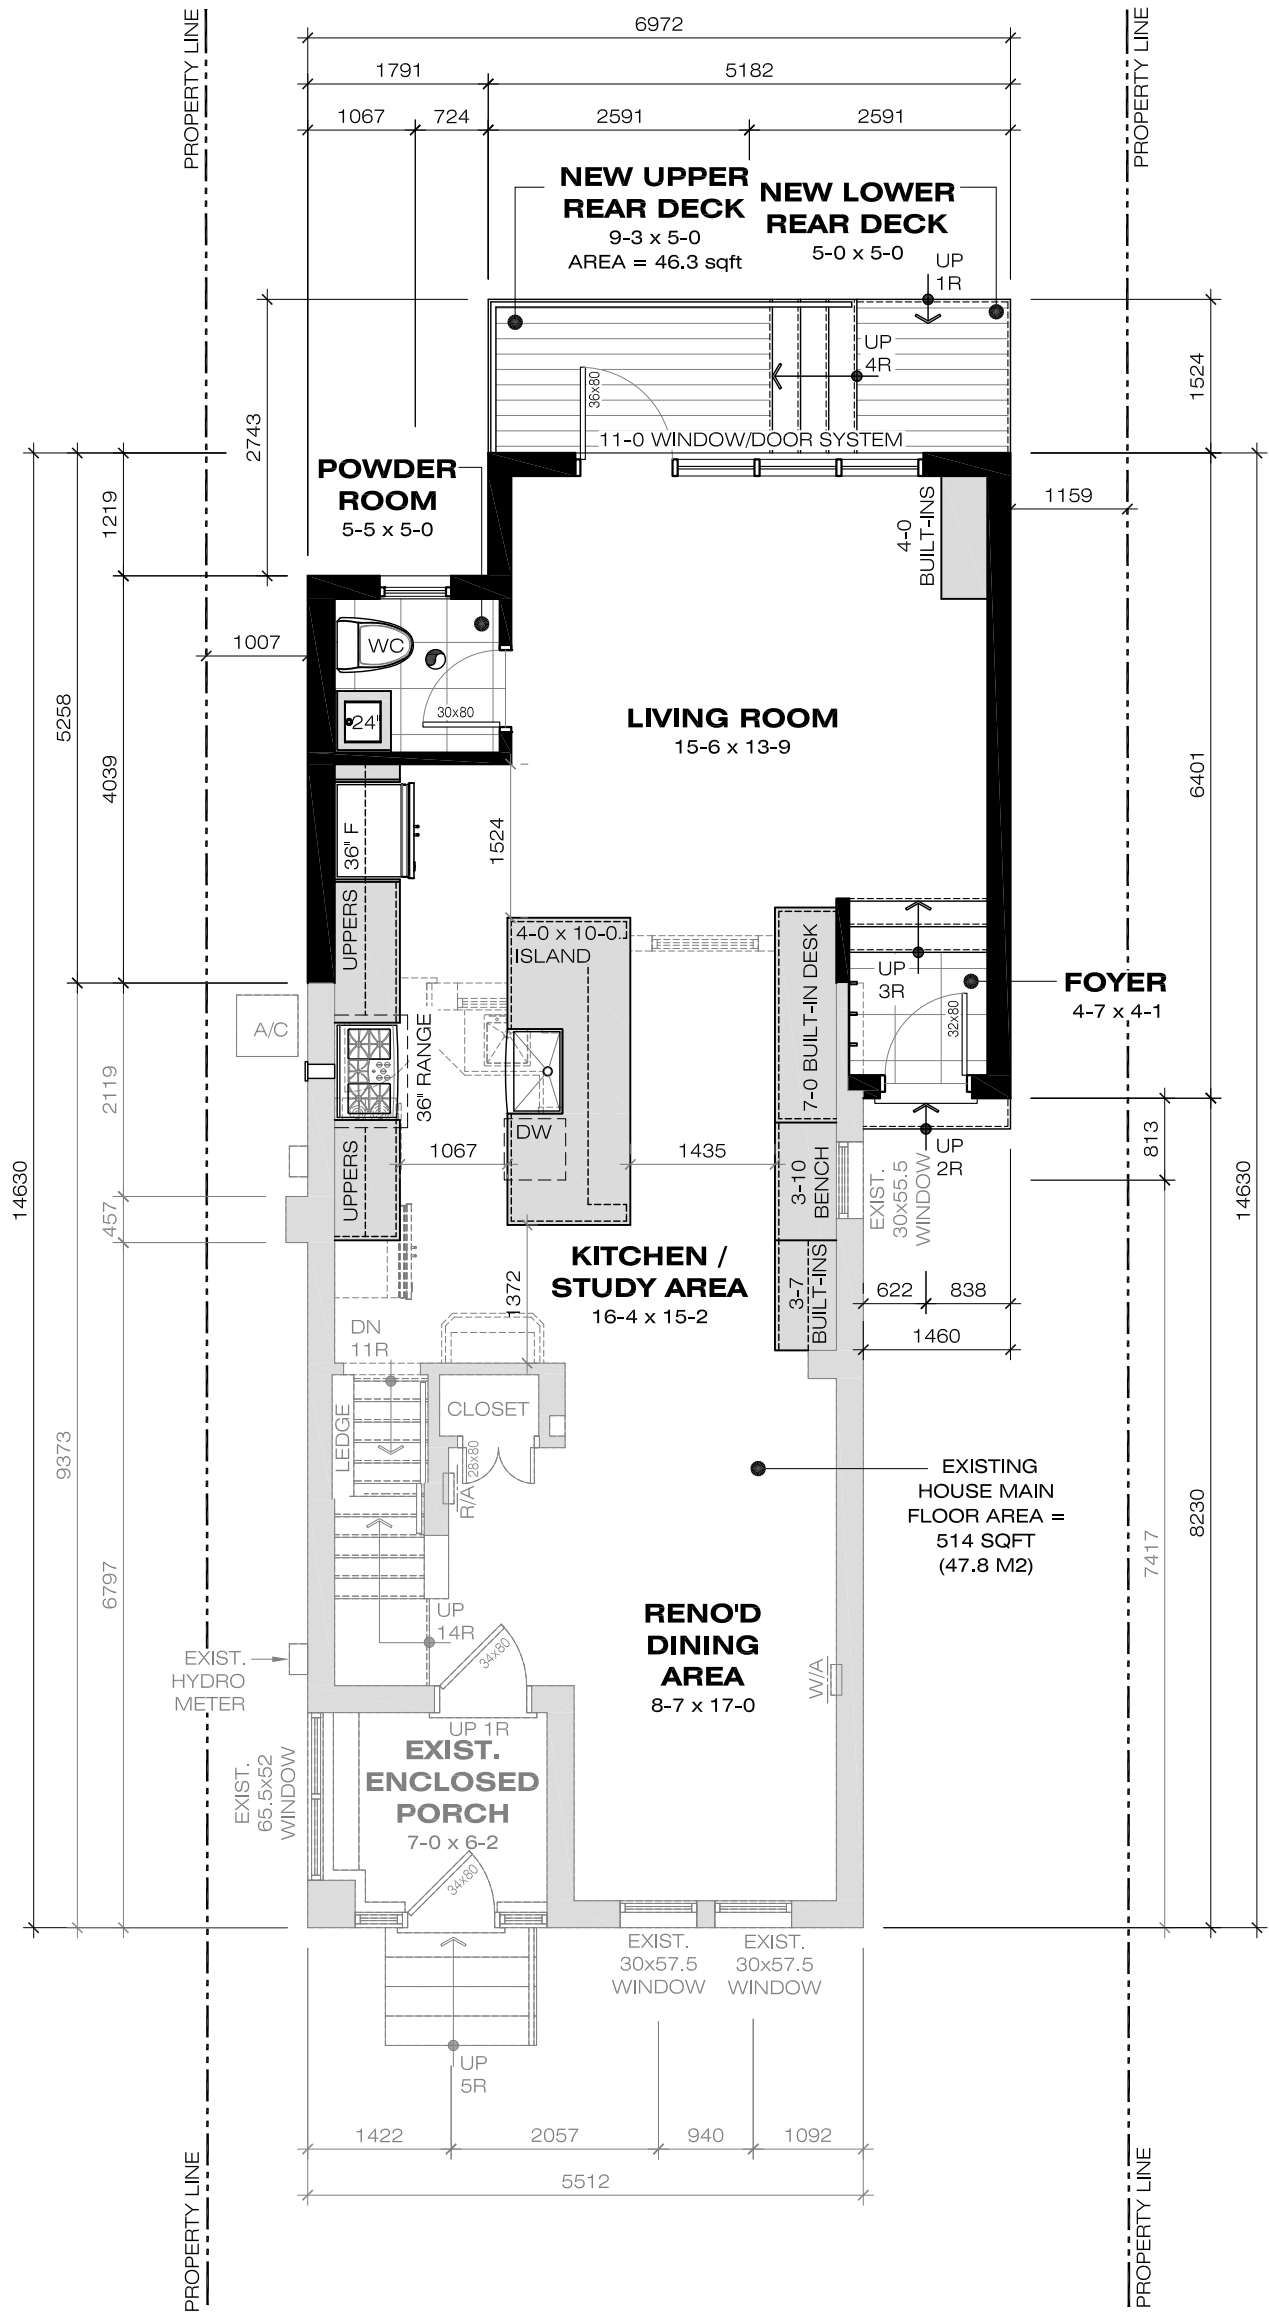 PROPERTY LINE
PROPERTY LINE
6972
1791
5182
1067
724
2591
2591
NEW UPPER
REAR DECK
9-3 x 5-0
AREA = 46.3 sqft
NEW LOWER
REAR DECK
5-0 x 5-0
UP
1R
UP
4R
36x80
11-0 WINDOW/DOOR SYSTEM
1524
2743
1219
POWDER
ROOM
5-5 x 5-0
4-0
BUILT-INS
1159
1007
WC
24"
30x80
LIVING ROOM
15-6 x 13-9
5258
4039
6401
36" F
1524
UPPERS
4-0 x 10-0
ISLAND
7-0 BUILT-IN DESK
UP
3R
FOYER
4-7 x 4-1
32x80
A/C
36" RANGE
2119
DW
UP
2R
813
UPPERS
1067
1435
3-10
BENCH
EXIST.
30x55.5
WINDOW
14630
457
14630
KITCHEN /
STUDY AREA
16-4 x 15-2
1372
3-7
BUILT-INS
622
838
1460
DN
11R
LEDGE
CLOSET
28x80
R/A
9373
EXISTING
HOUSE MAIN
FLOOR AREA =
514 SQFT
(47.8 M2)
8230
7417
6797
UP
14R
34x80
RENO'D
DINING
AREA
8-7 x 17-0
W/A
EXIST.
HYDRO
METER
UP 1R
EXIST.
ENCLOSED
PORCH
7-0 x 6-2
EXIST.
65.5x52
WINDOW
34x80
EXIST.
30x57.5
WINDOW
EXIST.
30x57.5
WINDOW
UP
5R
1422
2057
940
1092
5512
PROPERTY LINE
PROPERTY LINE